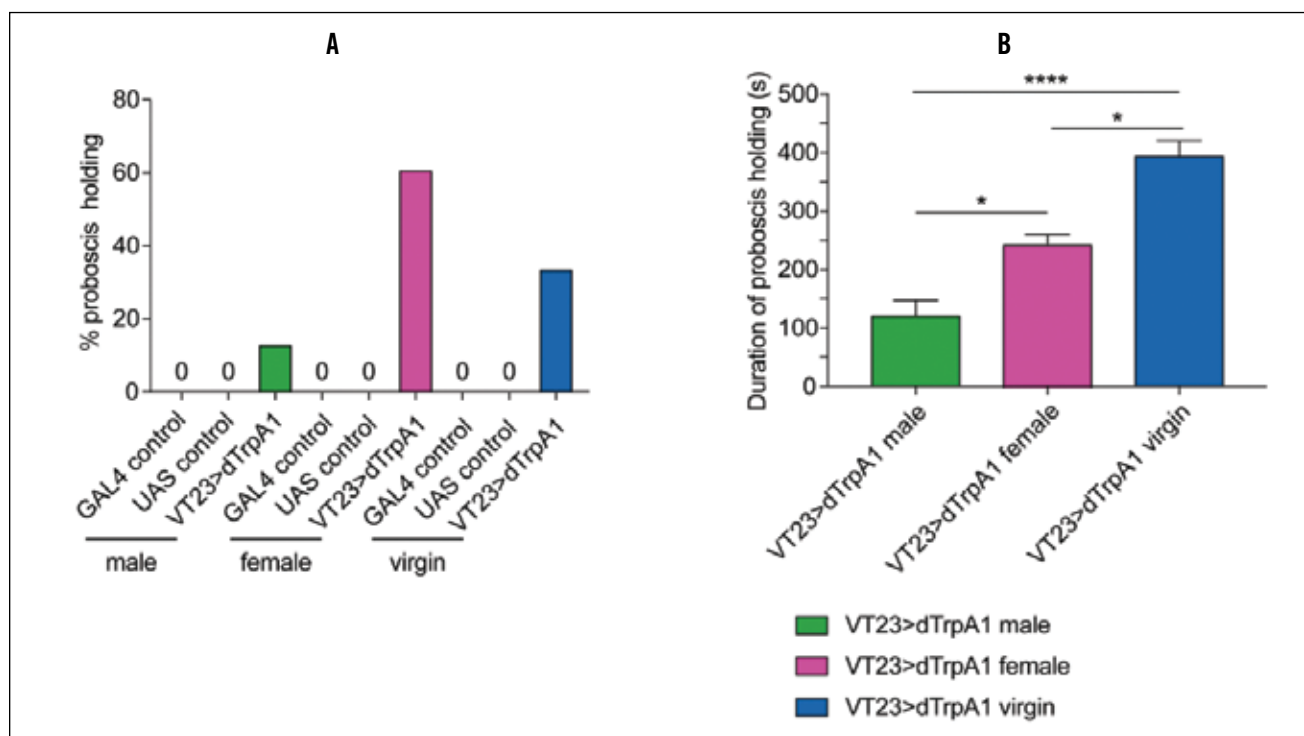 A
B
% proboscis holding
80
60
40
20
0
0
0
0
0
0
0
GAL4 control
UAS control
VT23>dTrpA1
GAL4 control
UAS control
VT23>dTrpA1
GAL4 control
UAS control
VT23>dTrpA1
male
female
virgin
Duration of proboscis holding (s)
500
400
300
200
100
0
****
*
*
VT23>dTrpA1 male
VT23>dTrpA1 female
VT23>dTrpA1 virgin
VT23>dTrpA1 male
VT23>dTrpA1 female
VT23>dTrpA1 virgin